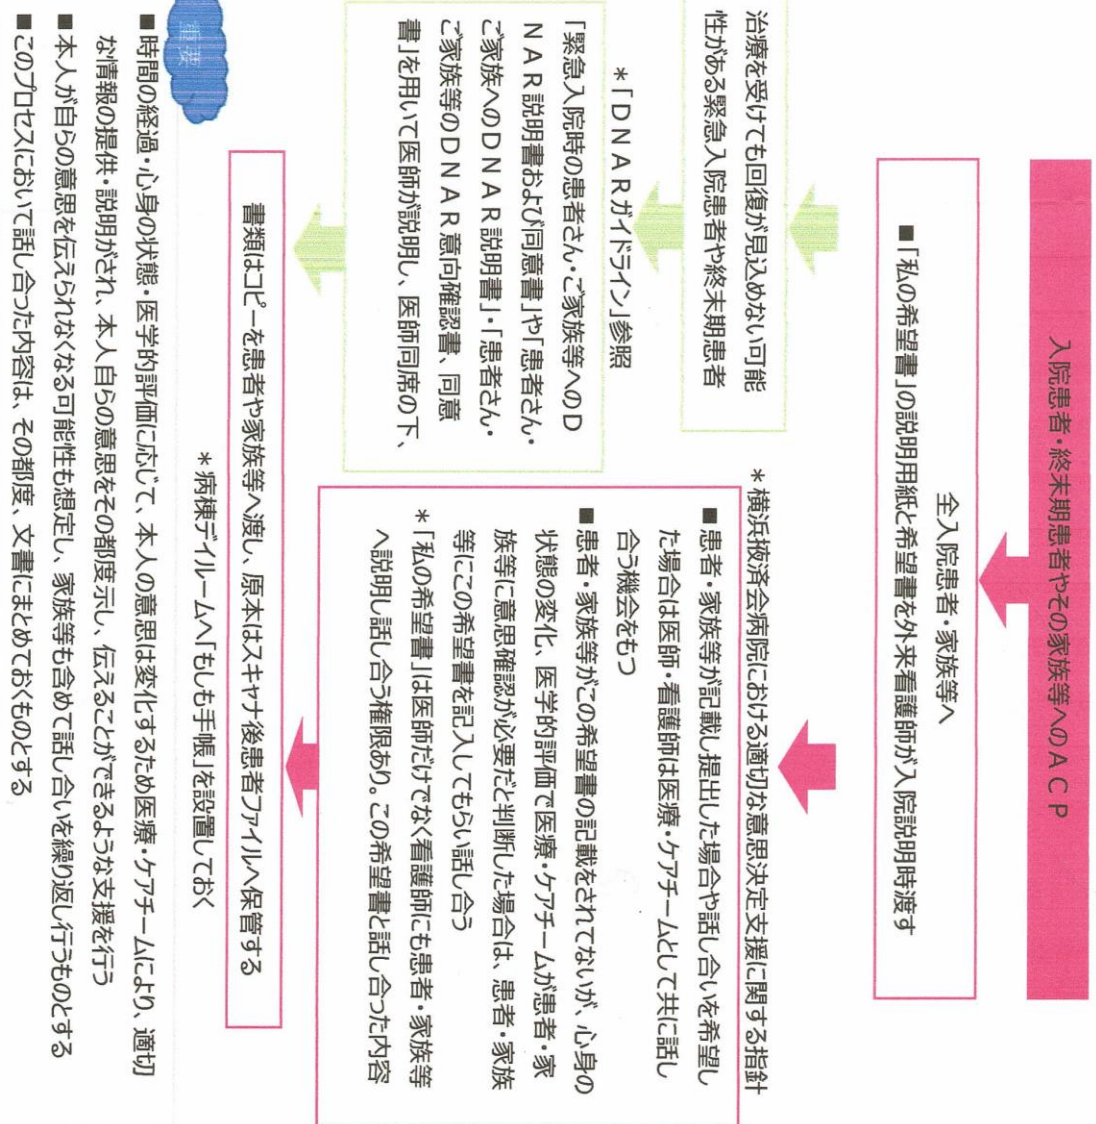 入院患者・終末期患者やその家族等へのＡＣＰ
全入院患者・家族等へ
■「私の希望書」の説明用紙と希望書を外来看護師が入院説明時渡す
治療を受けても回復が見込めない可能
性がある緊急入院患者や終末期患者
＊「ＤＮＡＲガイドライン」参照
「緊急入院時の患者さん・ご家族等へのＤ
ＮＡＲ説明書および同意書」や「患者さん・
ご家族へのＤＮＡＲ説明書」・「患者さん・
ご家族等のＤＮＡＲ意向確認書、同意
書」を用いて医師が説明し、医師同席の下、
＊横浜掖済会病院における適切な意思決定支援に関する指針
■患者・家族等が記載し提出した場合や話し合いを希望し
た場合は医師・看護師は医療・ケアチームとして共に話し
合う機会をもつ
■患者・家族等がこの希望書の記載をされてないが、心身の
状態の変化、医学的評価で医療・ケアチームが患者・家
族等に意思確認が必要だと判断した場合は、患者・家族
等にこの希望書を記入してもらい話し合う
＊「私の希望書」は医師だけでなく看護師にも患者・家族等
へ説明し話し合う権限あり。この希望書と話し合った内容
書類はコピーを患者や家族等へ渡し、原本はスキャナ後患者ファイルへ保管する
＊病棟デイルームへ「もしも手帳」を設置しておく
重要
■時間の経過・心身の状態・医学的評価に応じて、本人の意思は変化するため医療・ケアチームにより、適切
な情報の提供・説明がされ、本人自らの意思をその都度示し、伝えることができるような支援を行う
■本人が自らの意思を伝えられなくなる可能性も想定し、家族等も含めて話し合いを繰り返し行うものとする
■このプロセスにおいて話し合った内容は、その都度、文書にまとめておくものとする